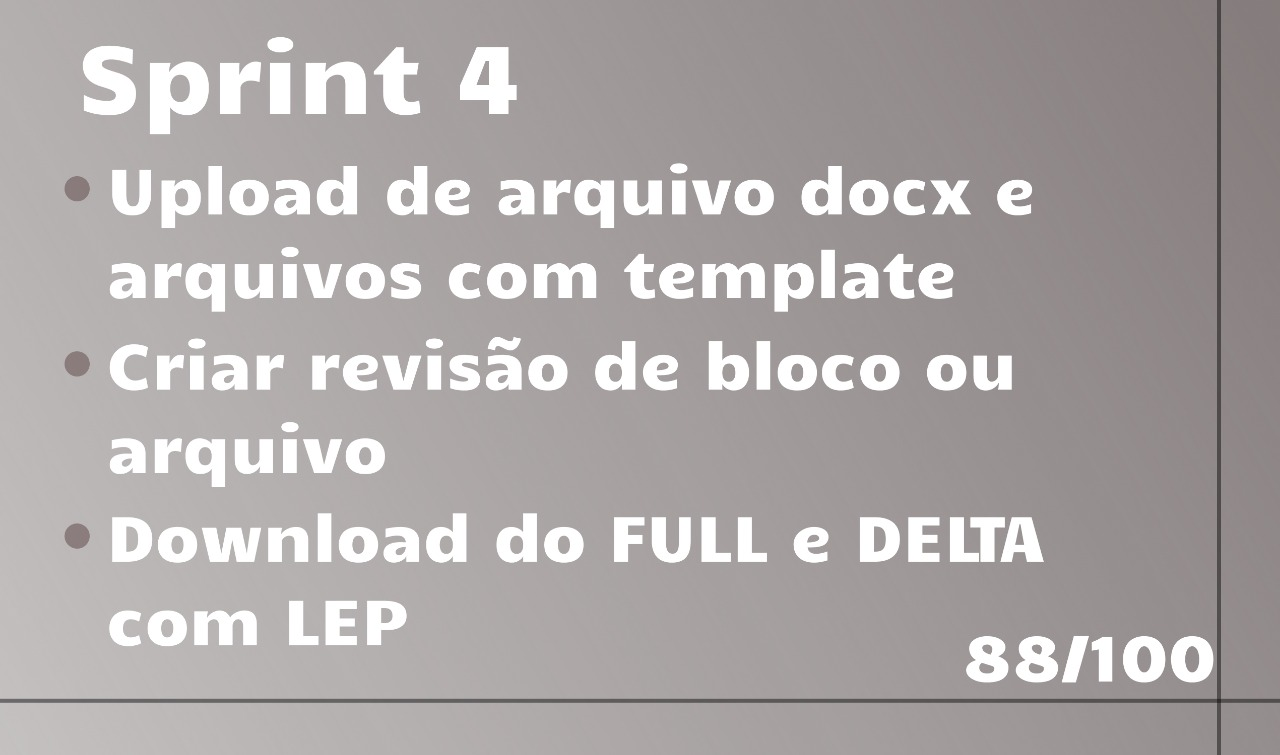 Sprint 4
Upload de arquivo docx e
arquivos com template
Criar revisão de bloco ou
arquivo
Download do FULL e DELTA
com LEP
88/100